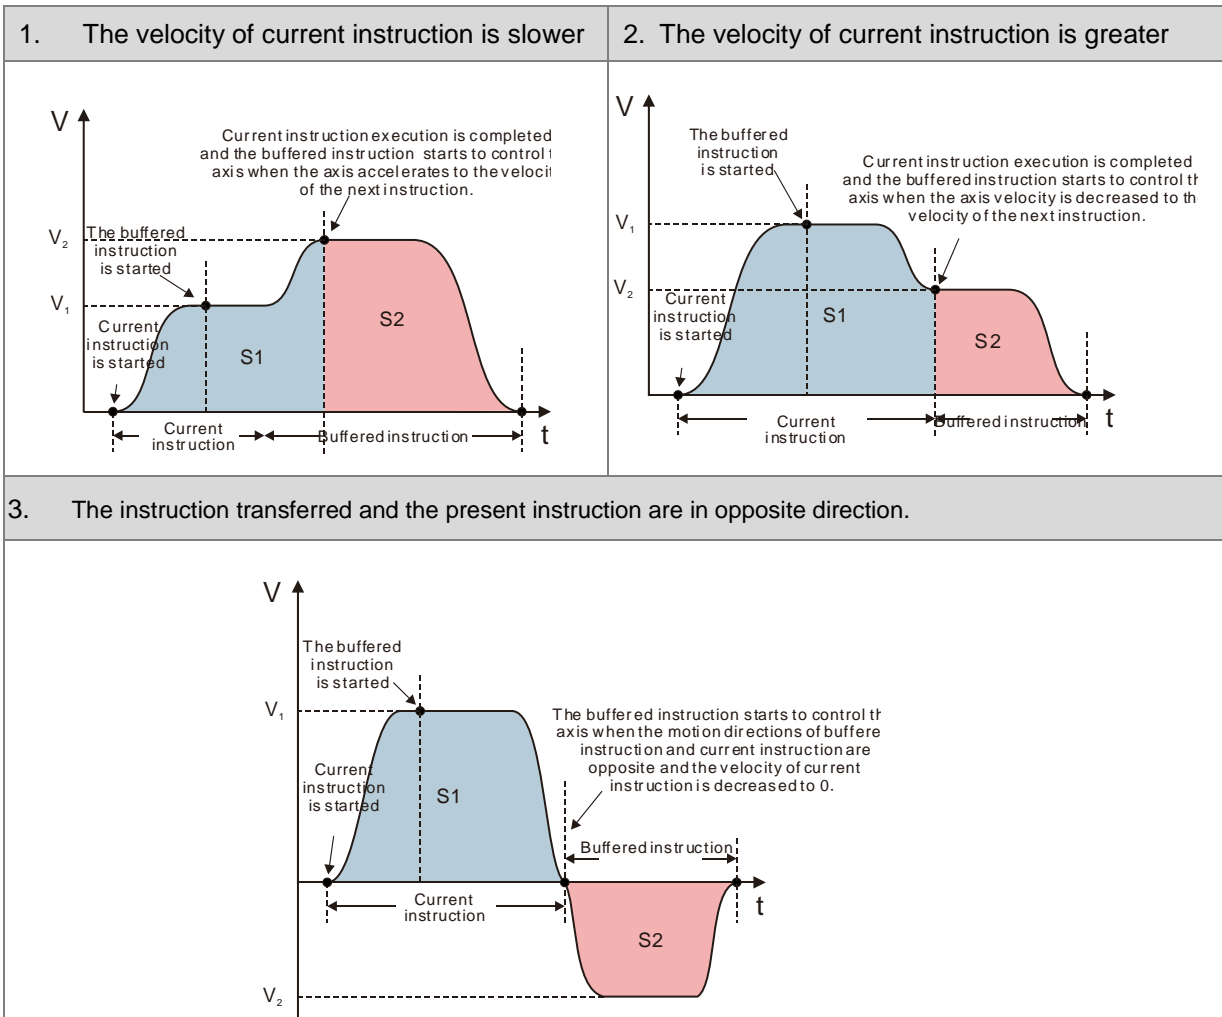 1. The velocity of current instruction is slower
2. The velocity of current instruction is greater
V
Current instruction execution is completed
and the buffered instruction starts to control t
axis when the axis accelerates to the velocit
of the next instruction.
V2
The buffered
instruction
is started
V1
Current
instruction
is started
S1
S2
Current
instruction
Buffered instruction
t
V
The buffered
instruction
is started
Current instruction execution is completed
and the buffered instruction starts to control th
axis when the axis velocity is decreased to the
velocity of the next instruction.
V1
V2
Current
instruction
is started
S1
S2
Current
instruction
Buffered instruction
t
3. The instruction transferred and the present instruction are in opposite direction.
V
The buffered
instruction
is started
V1
The buffered instruction starts to control th
axis when the motion directions of buffere
instruction and current instruction are
opposite and the velocity of current
instruction is decreased to 0.
Current
instruction
is started
S1
Buffered instruction
Current
instruction
t
S2
V2